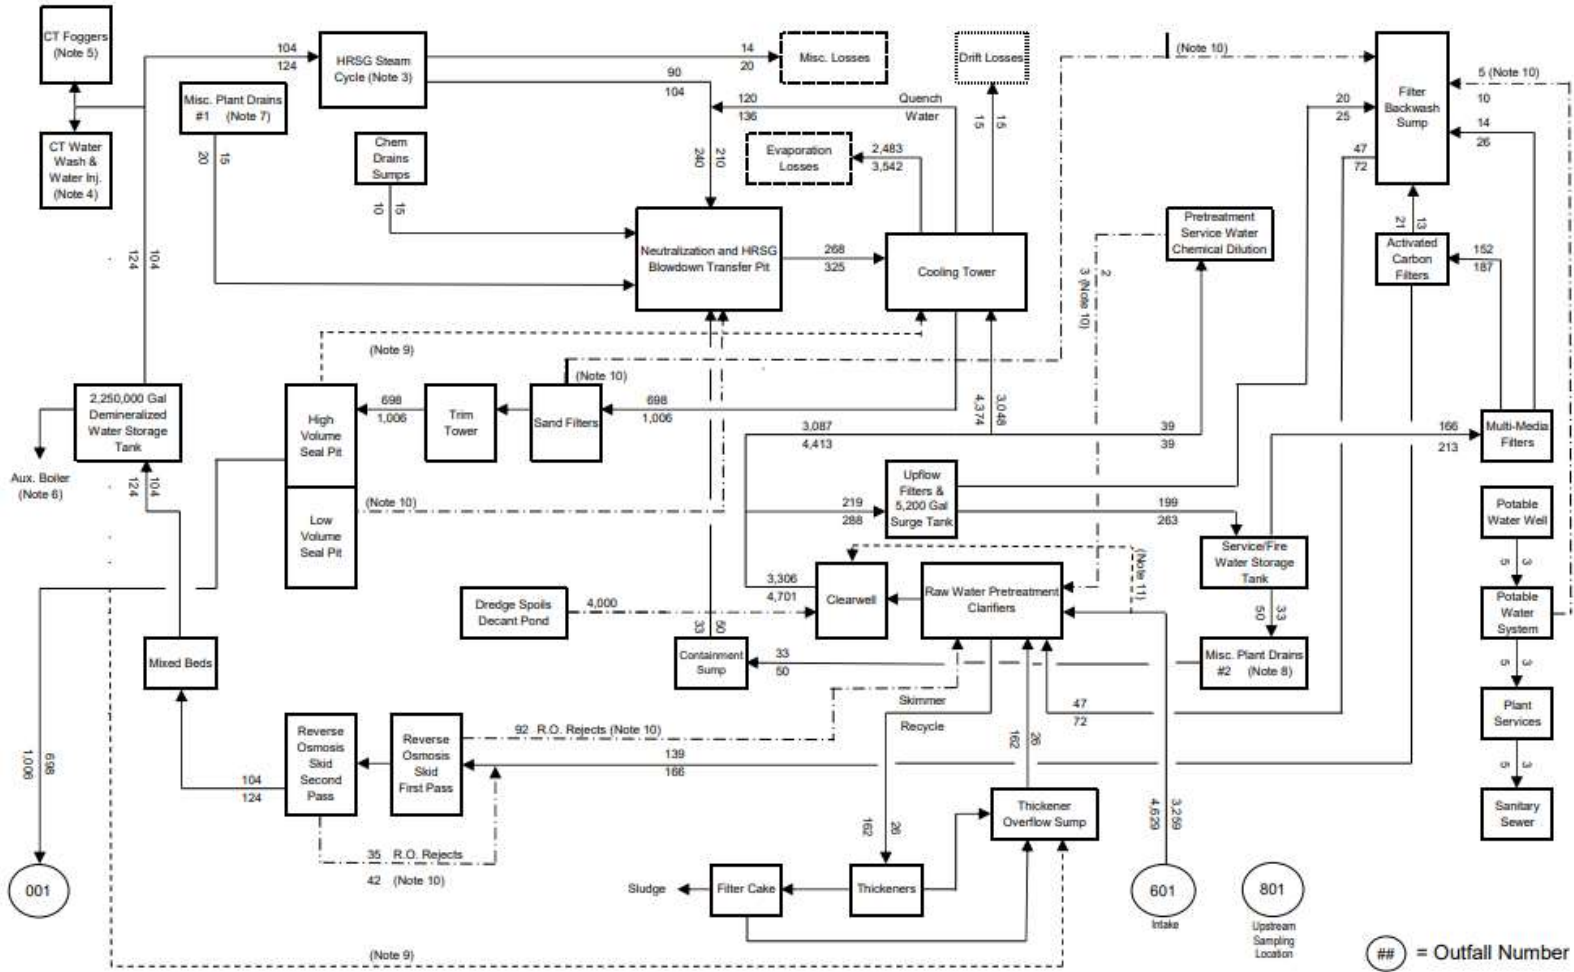 CT Foggers
(Note 5)
104
124
HRSG Steam
Cycle (Note 3)
14
20
Misc. Losses
Drift Losses
(Note 10)
Filter
Backwash
Sump
5 (Note 10)
10
90
104
Misc. Plant Drains
#1 (Note 7)
120
136
Quench
Water
20
25
14
26
CT Water
Wash &
Water Inj.
(Note 4)
20
15
Chem
Drains
Sumps
240
210
Evaporation
Losses
2,483
3,542
15
15
47
72
10
15
Neutralization and HRSG
Blowdown Transfer Pit
268
325
Cooling Tower
Pretreatment
Service Water
Chemical Dilution
21
13
Activated
Carbon
Filters
152
187
124
104
2
3 (Note 10)
(Note 9)
(Note 10)
2,250,000 Gal
Demineralized
Water Storage
Tank
High
Volume
Seal Pit
698
1,006
Trim
Tower
Sand Filters
698
1,006
4,374
3,048
3,087
4,413
39
39
166
213
Multi-Media
Filters
Aux. Boiler
(Note 6)
124
104
Low
Volume
Seal Pit
(Note 10)
219
288
Upflow
Filters &
5,200 Gal
Surge Tank
199
263
Service/Fire
Water Storage
Tank
Potable
Water Well
5
3
(Note 11)
3,306
4,701
Clearwell
Raw Water Pretreatment
Clarifiers
Dredge Spoils
Decant Pond
4,000
50
33
Potable
Water
System
33
50
Mixed Beds
Containment
Sump
33
50
Misc. Plant Drains
#2 (Note 8)
5
3
Skimmer
Recycle
47
72
Plant
Services
Reverse
Osmosis
Skid
Second
Pass
Reverse
Osmosis
Skid
First Pass
92 R.O. Rejects (Note 10)
139
166
162
26
5
3
1,006
698
104
124
Thickener
Overflow Sump
4,629
3,259
Sanitary
Sewer
162
26
35 R.O. Rejects
42 (Note 10)
001
Sludge
Filter Cake
Thickeners
601
Intake
801
Upstream
Sampling
Location
(Note 9)
## = Outfall Number